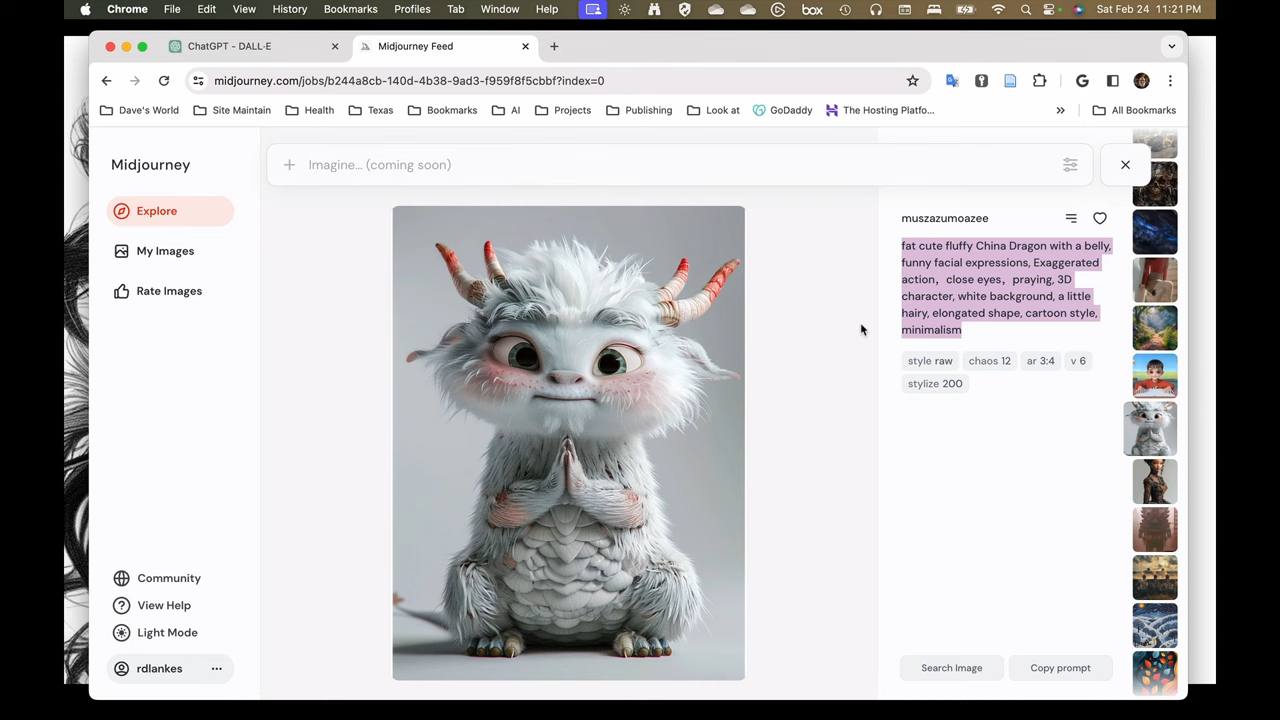 Chrome File Edit View History Bookmarks Profiles Tab Window Help box Sat Feb 24 11:21 PM
ChatGPT - DALL·E
Midjourney Feed
midjourney.com/jobs/b244a8cb-140d-4b38-9ad3-f959f8f5cbbf?index=0
Dave's World Site Maintain Health Texas Bookmarks AI Projects Publishing Look at GoDaddy The Hosting Platfo... » All Bookmarks
Midjourney
Imagine... (coming soon)
Explore
My Images
Rate Images
muszazumoazee
fat cute fluffy China Dragon with a belly,
funny facial expressions, Exaggerated
action，close eyes，praying, 3D
character, white background, a little
hairy, elongated shape, cartoon style,
minimalism
style raw chaos 12 ar 3:4 v 6
stylize 200
Community
View Help
Light Mode
rdlankes
Search Image Copy prompt